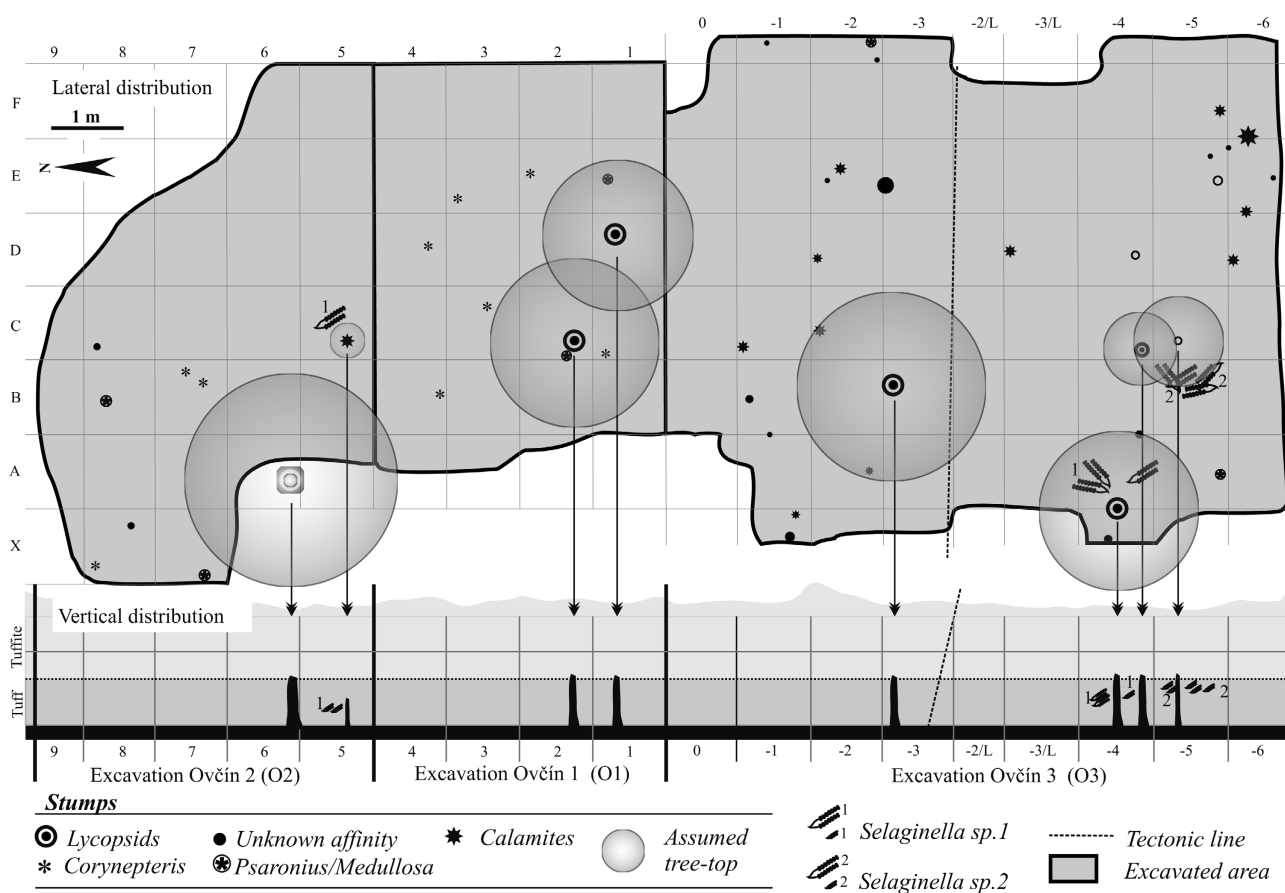 0 -1 -2 -3 -2/L -3/L -4 -5 -6
9 8 7 6 5 4 3 2 1
Lateral distribution
1 m
N
F
E
D
C
B
A
X
1
2
2
1
Vertical distribution
Tuffite
Tuff
1
1
1
2
2
9 8 7 6 5 4 3 2 1 0 -1 -2 -3 -2/L -3/L -4 -5 -6
Excavation Ovčín 2 (O2) Excavation Ovčín 1 (O1) Excavation Ovčín 3 (O3)
Stumps
Lycopsids
Unknown affinity
Calamites
Corynepteris
Psaronius/Medullosa
Assumed
tree-top
1
1 Selaginella sp.1
2
2 Selaginella sp.2
Tectonic line
Excavated area